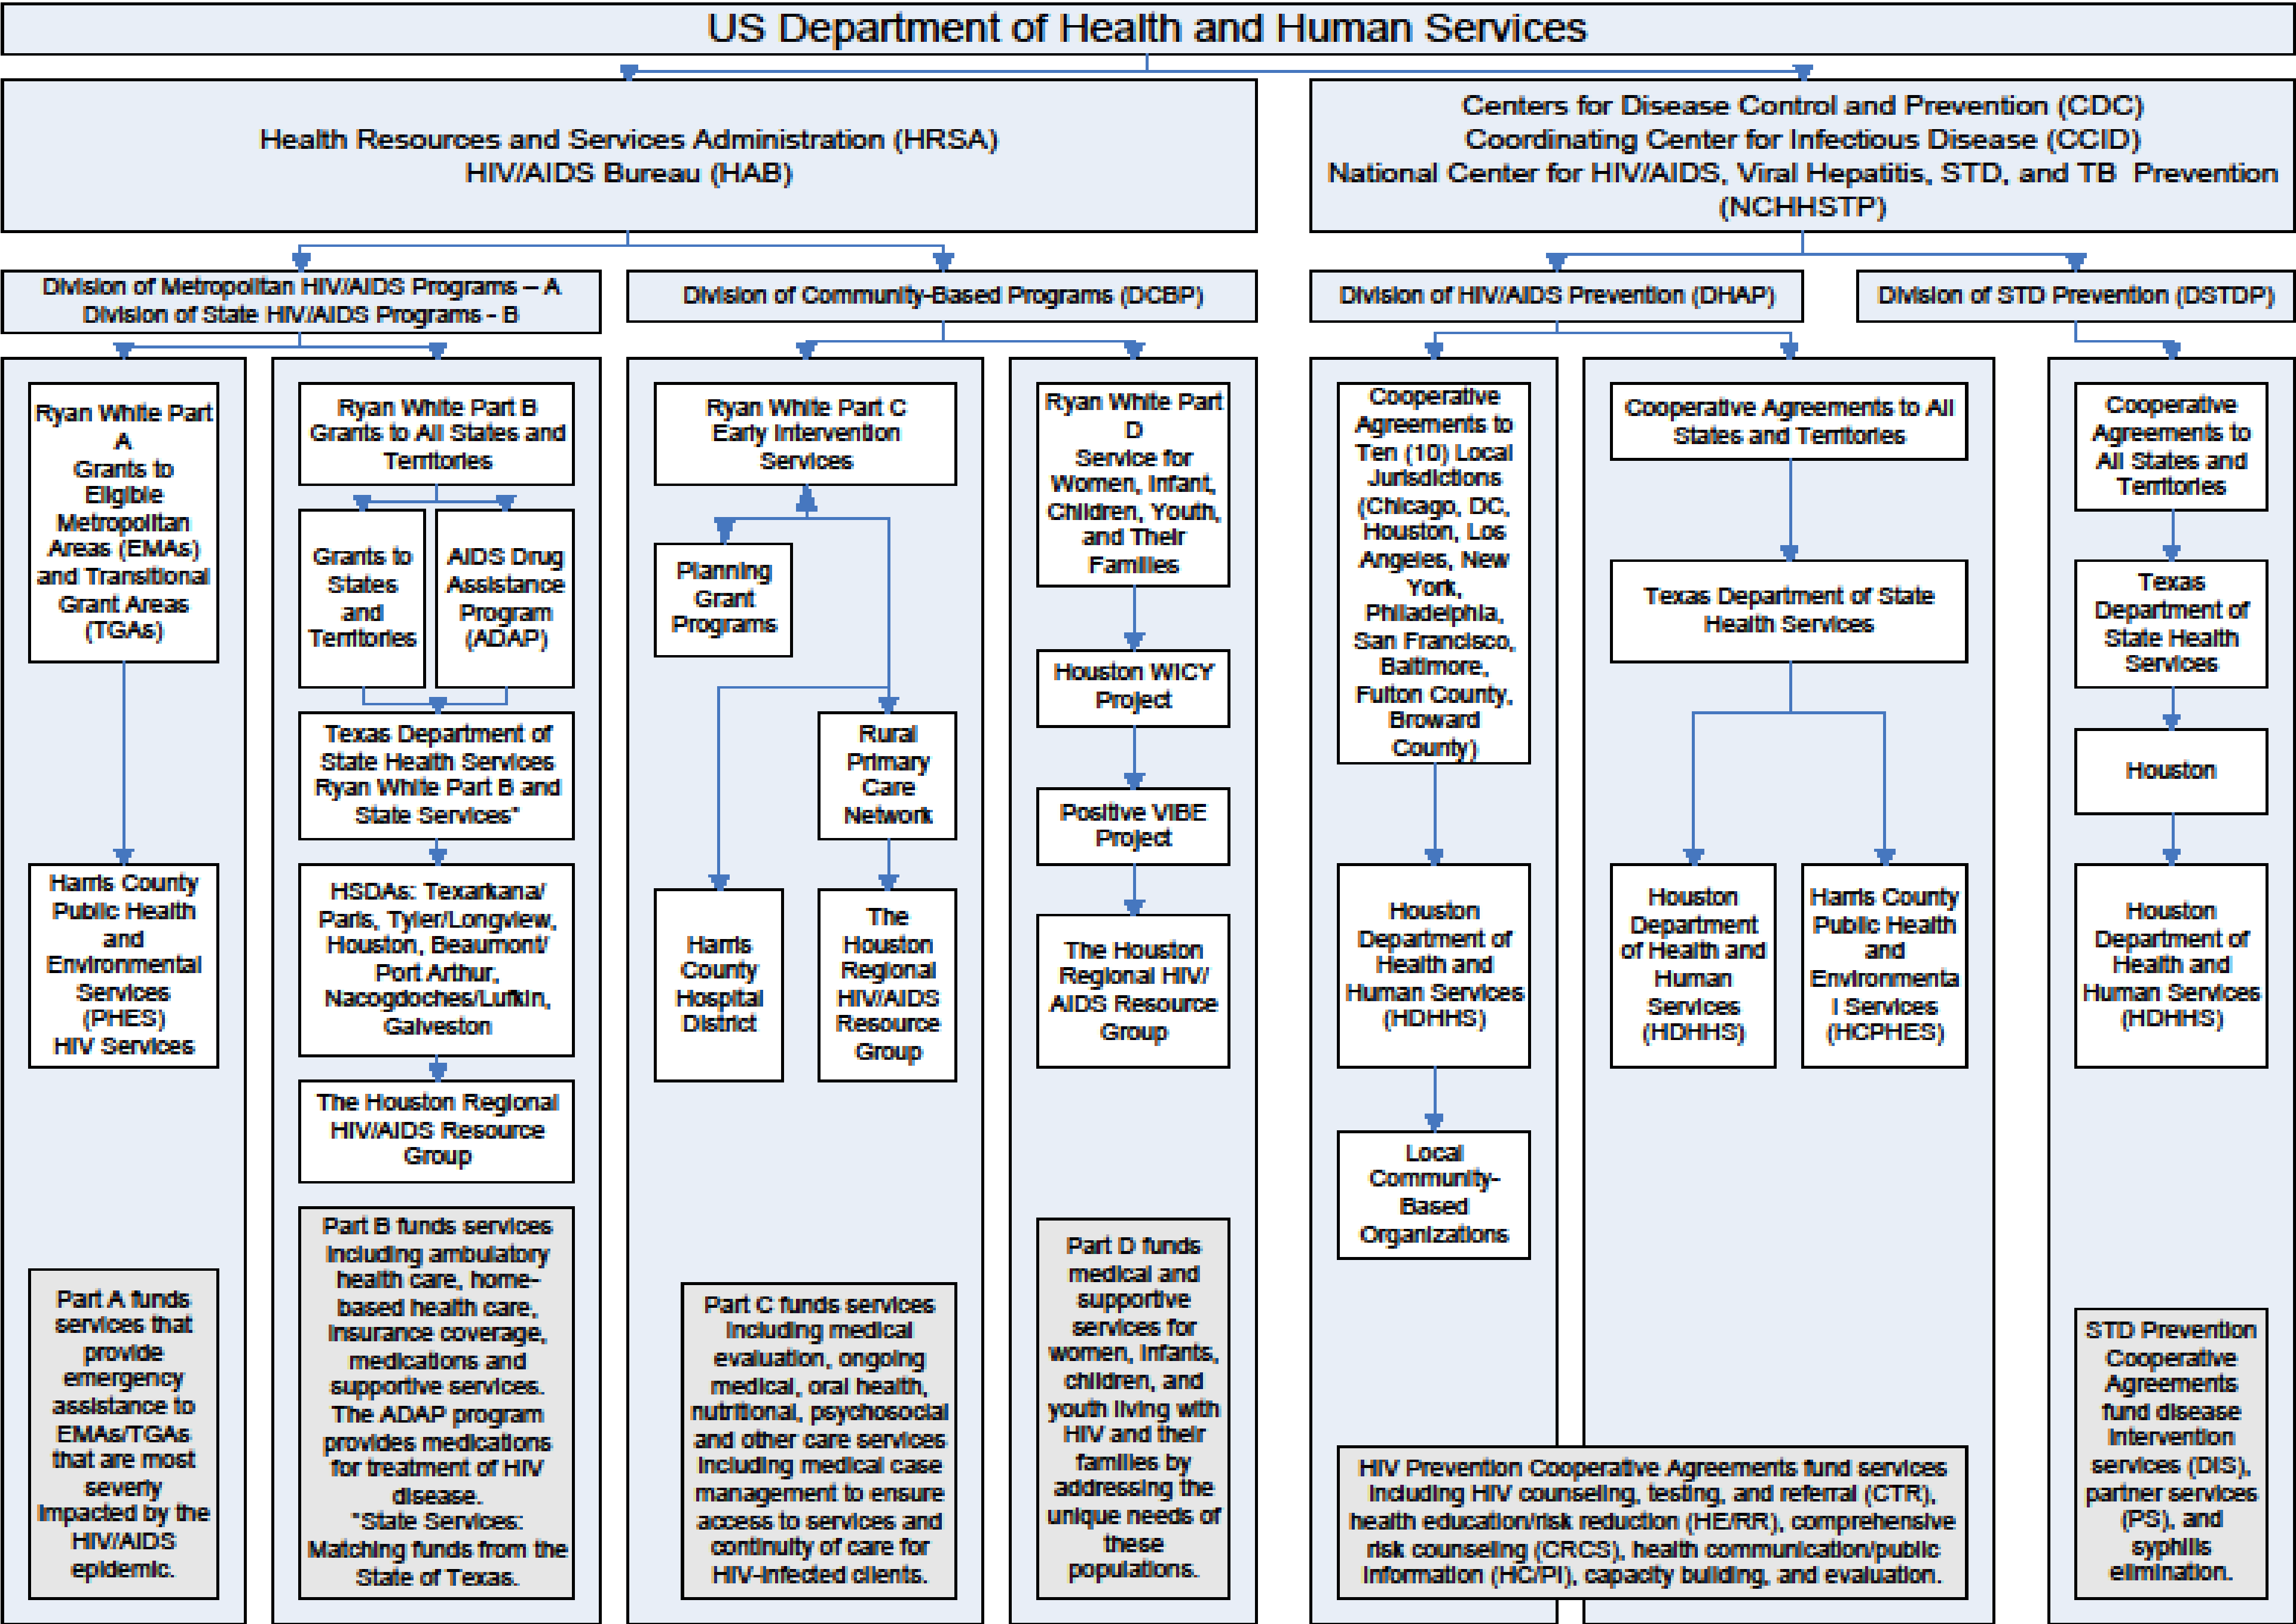 US Department of Health and Human Services
Health Resources and Services Administration (HRSA)
HIV/AIDS Bureau (HAB)
Centers for Disease Control and Prevention (CDC)
Coordinating Center for Infectious Disease (CCID)
National Center for HIV/AIDS, Viral Hepatitis, STD, and TB Prevention
(NCHHSTP)
Division of Metropolitan HIV/AIDS Programs – A
Division of State HIV/AIDS Programs - B
Division of Community-Based Programs (DCBP)
Division of HIV/AIDS Prevention (DHAP)
Division of STD Prevention (DSTDP)
Ryan White Part
A
Grants to
Eligible
Metropolitan
Areas (EMAs)
and Transitional
Grant Areas
(TGAs)
Harris County
Public Health
and
Environmental
Services
(PHES)
HIV Services
Part A funds
services that
provide
emergency
assistance to
EMAs/TGAs
that are most
severly
impacted by the
HIV/AIDS
epidemic.
Ryan White Part B
Grants to All States and
Territories
Grants to
States
and
Territories
AIDS Drug
Assistance
Program
(ADAP)
Texas Department of
State Health Services
Ryan White Part B and
State Services*
HSDAs: Texarkana/
Paris, Tyler/Longview,
Houston, Beaumont/
Port Arthur,
Nacogdoches/Lufkin,
Galveston
The Houston Regional
HIV/AIDS Resource
Group
Part B funds services
including ambulatory
health care, home-
based health care,
insurance coverage,
medications and
supportive services.
The ADAP program
provides medications
for treatment of HIV
disease.
*State Services:
Matching funds from the
State of Texas.
Ryan White Part C
Early Intervention
Services
Planning
Grant
Programs
Rural
Primary
Care
Network
Harris
County
Hospital
District
The
Houston
Regional
HIV/AIDS
Resource
Group
Part C funds services
including medical
evaluation, ongoing
medical, oral health,
nutritional, psychosocial
and other care services
including medical case
management to ensure
access to services and
continuity of care for
HIV-infected clients.
Ryan White Part
D
Service for
Women, Infant,
Children, Youth,
and Their
Families
Houston WICY
Project
Positive VIBE
Project
The Houston
Regional HIV/
AIDS Resource
Group
Part D funds
medical and
supportive
services for
women, infants,
children, and
youth living with
HIV and their
families by
addressing the
unique needs of
these
populations.
Cooperative
Agreements to
Ten (10) Local
Jurisdictions
(Chicago, DC,
Houston, Los
Angeles, New
York,
Philadelphia,
San Francisco,
Baltimore,
Fulton County,
Broward
County)
Houston
Department of
Health and
Human Services
(HDHHS)
Local
Community-
Based
Organizations
Cooperative Agreements to All
States and Territories
Texas Department of State
Health Services
Houston
Department
of Health and
Human
Services
(HDHHS)
Harris County
Public Health
and
Environmenta
l Services
(HCPHES)
HIV Prevention Cooperative Agreements fund services
including HIV counseling, testing, and referral (CTR),
health education/risk reduction (HE/RR), comprehensive
risk counseling (CRCS), health communication/public
information (HC/PI), capacity building, and evaluation.
Cooperative
Agreements to
All States and
Territories
Texas
Department of
State Health
Services
Houston
Houston
Department of
Health and
Human Services
(HDHHS)
STD Prevention
Cooperative
Agreements
fund disease
intervention
services (DIS),
partner services
(PS), and
syphilis
elimination.